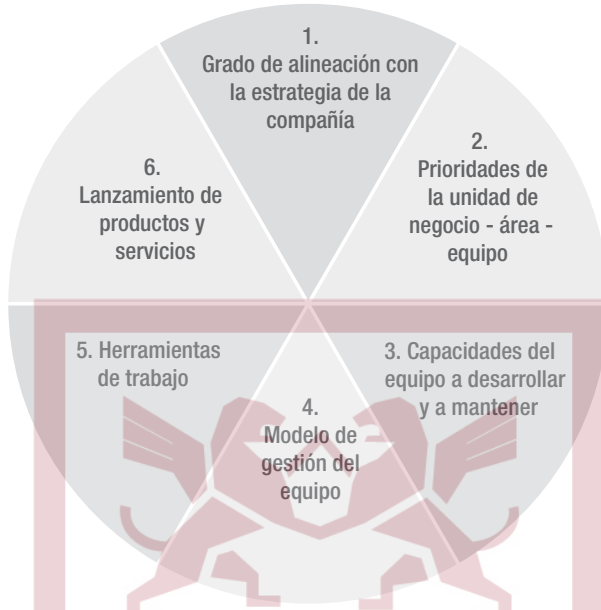 1.
Grado de alineación con
la estrategia de la
compañía
2.
Prioridades de
la unidad de
negocio - área -
equipo
3. Capacidades del
equipo a desarrollar
y a mantener
4.
Modelo de
gestión del
equipo
5. Herramientas
de trabajo
6.
Lanzamiento de
productos y
servicios